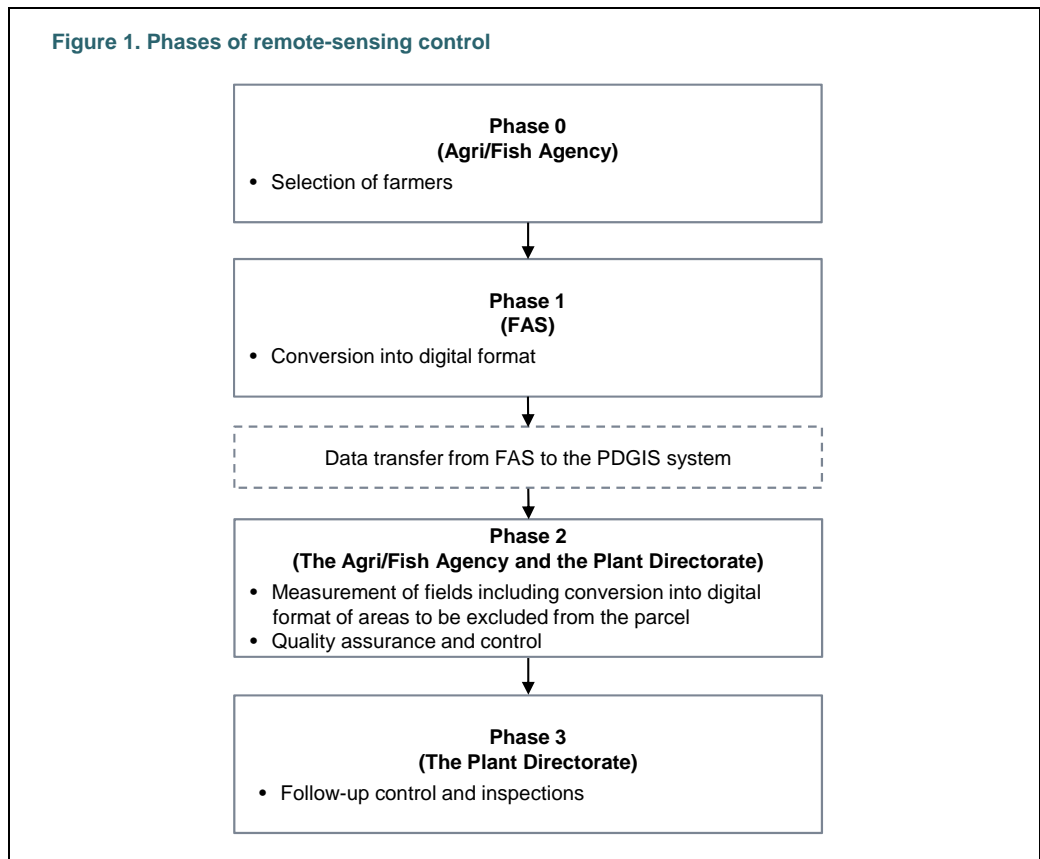 Figure 1. Phases of remote-sensing control
Phase 0
(Agri/Fish Agency)
• Selection of farmers
Phase 1
(FAS)
• Conversion into digital format
Data transfer from FAS to the PDGIS system
Phase 2
(The Agri/Fish Agency and the Plant Directorate)
• Measurement of fields including conversion into digital
format of areas to be excluded from the parcel
• Quality assurance and control
Phase 3
(The Plant Directorate)
• Follow-up control and inspections